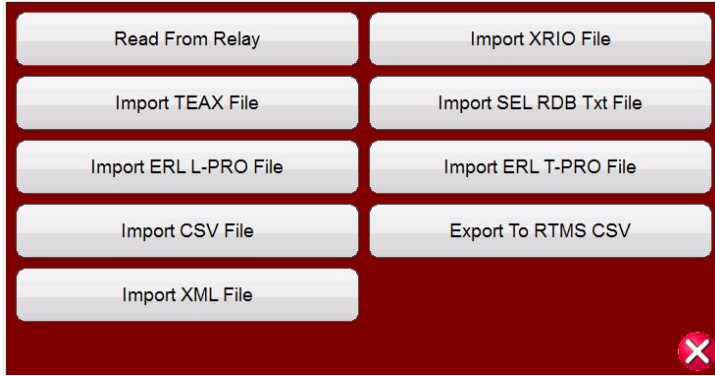 Read From Relay
Import XRIO File
Import TEAX File
Import SEL RDB Txt File
Import ERL L-PRO File
Import ERL T-PRO File
Import CSV File
Export To RTMS CSV
Import XML File